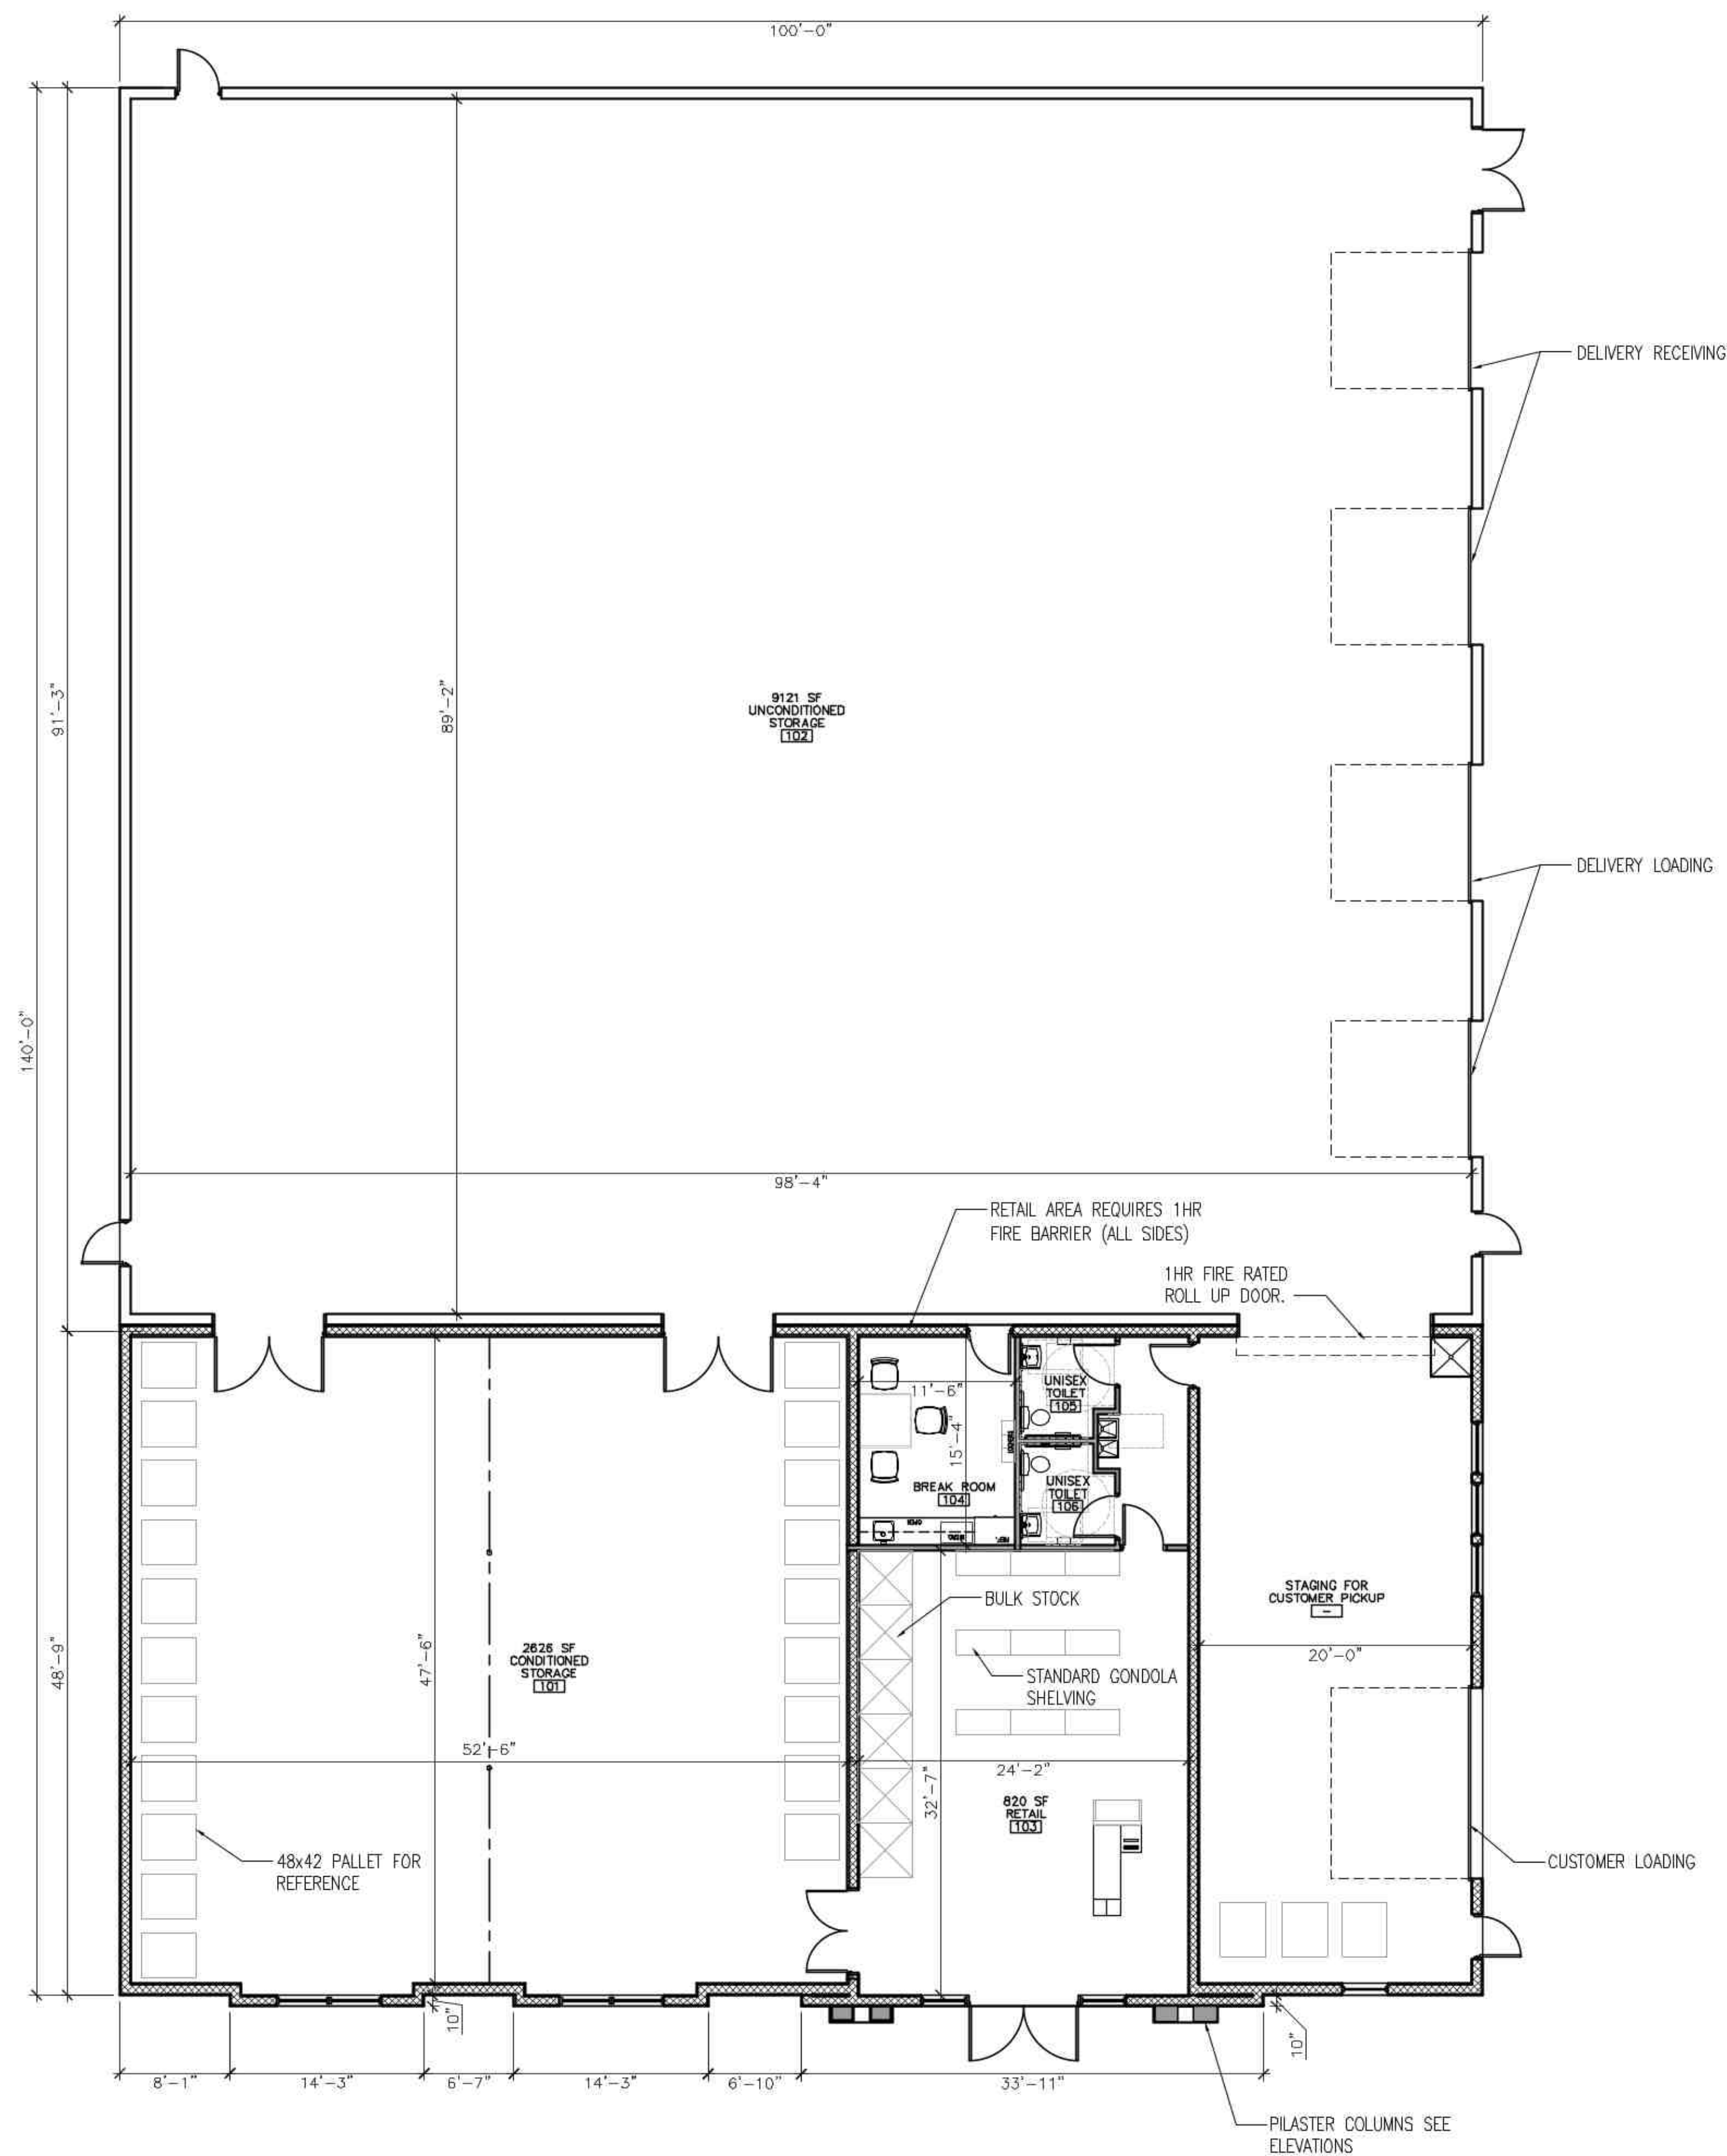 100'-0"
DELIVERY RECEIVING
91'-3"
89'-2"
9121 SF
UNCONDITIONED
STORAGE
102
DELIVERY LOADING
140'-0"
98'-4"
RETAIL AREA REQUIRES 1HR
FIRE BARRIER (ALL SIDES)
1HR FIRE RATED
ROLL UP DOOR.
11'-6"
15'-4"
UNISEX
TOILET
105
BREAK ROOM
104
UNISEX
TOILET
106
OPEN
MICRO.
REF.
STAGING FOR
CUSTOMER PICKUP
-
BULK STOCK
48'-9"
47'-6"
2626 SF
CONDITIONED
STORAGE
101
20'-0"
STANDARD GONDOLA
SHELVING
52'-6"
24'-2"
32'-7"
820 SF
RETAIL
103
48x42 PALLET FOR
REFERENCE
CUSTOMER LOADING
10"
10"
8'-1"
14'-3"
6'-7"
14'-3"
6'-10"
33'-11"
PILASTER COLUMNS SEE
ELEVATIONS